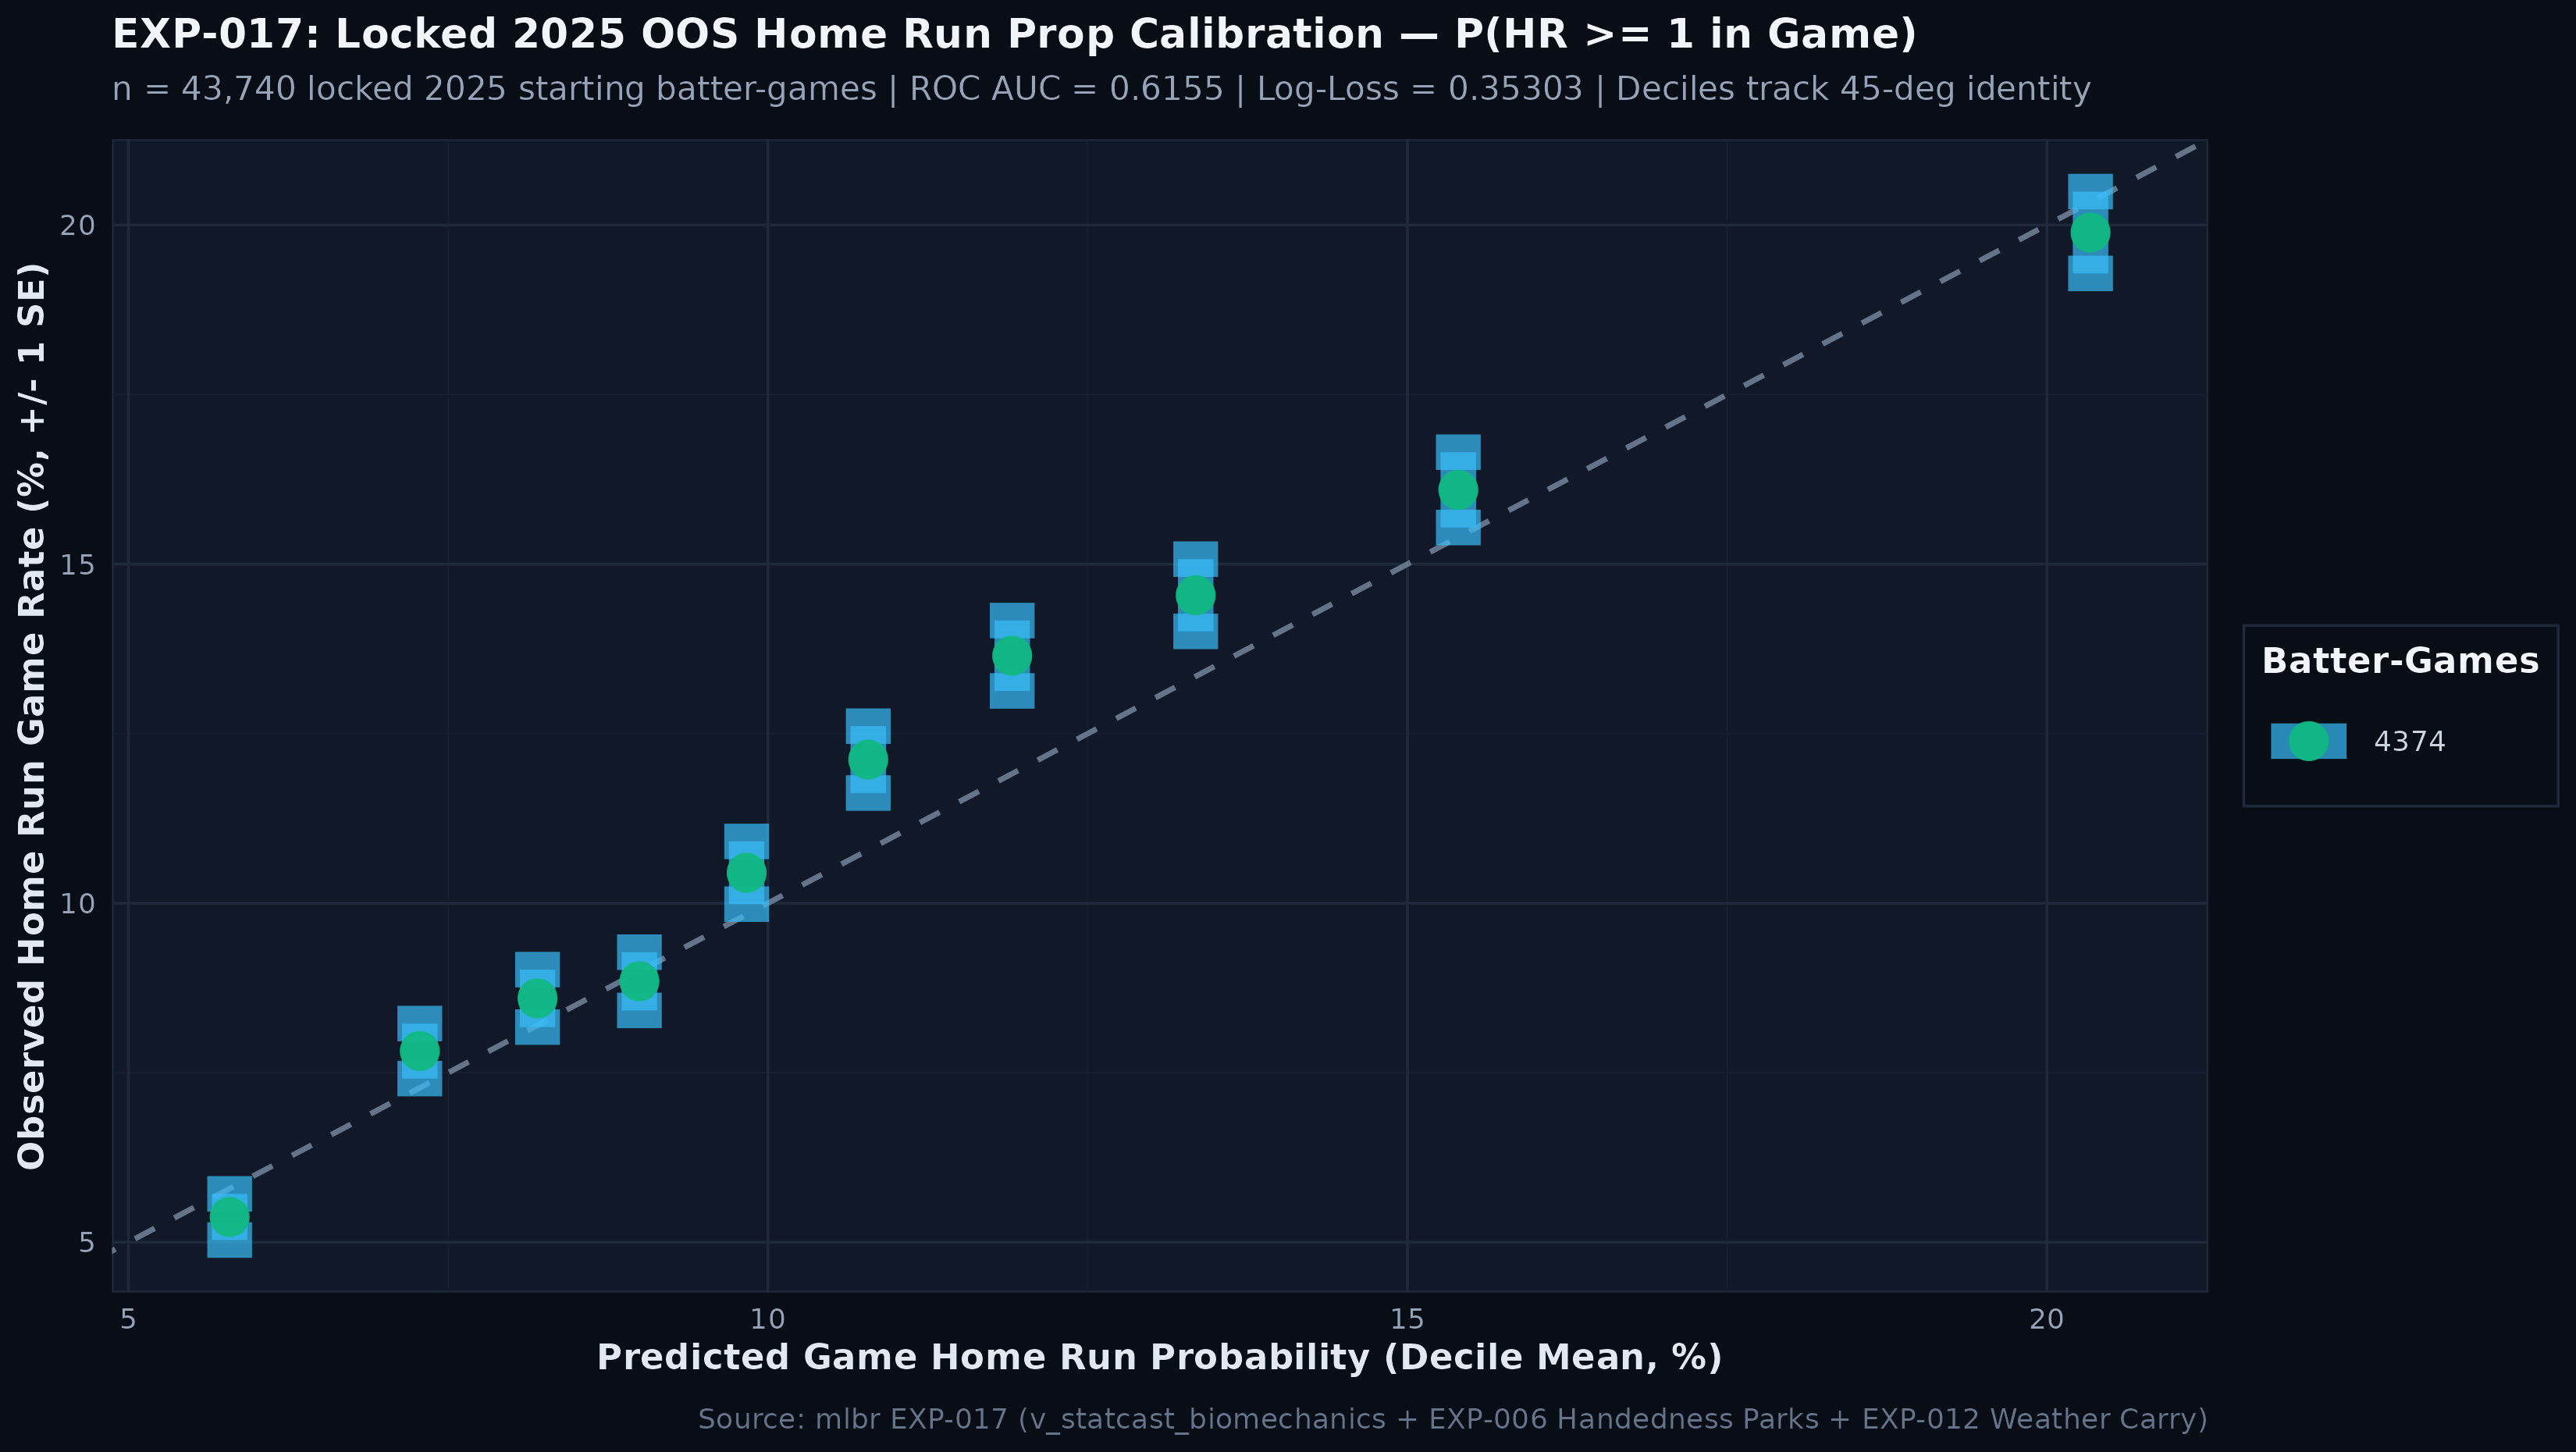 EXP-017: Locked 2025 OOS Home Run Prop Calibration — P(HR >= 1 in Game)
n = 43,740 locked 2025 starting batter-games | ROC AUC = 0.6155 | Log-Loss = 0.35303 | Deciles track 45-deg identity
Observed Home Run Game Rate (%, +/- 1 SE)
20
15
10
5
5
10
15
20
Predicted Game Home Run Probability (Decile Mean, %)
Batter-Games
4374
Source: mlbr EXP-017 (v_statcast_biomechanics + EXP-006 Handedness Parks + EXP-012 Weather Carry)